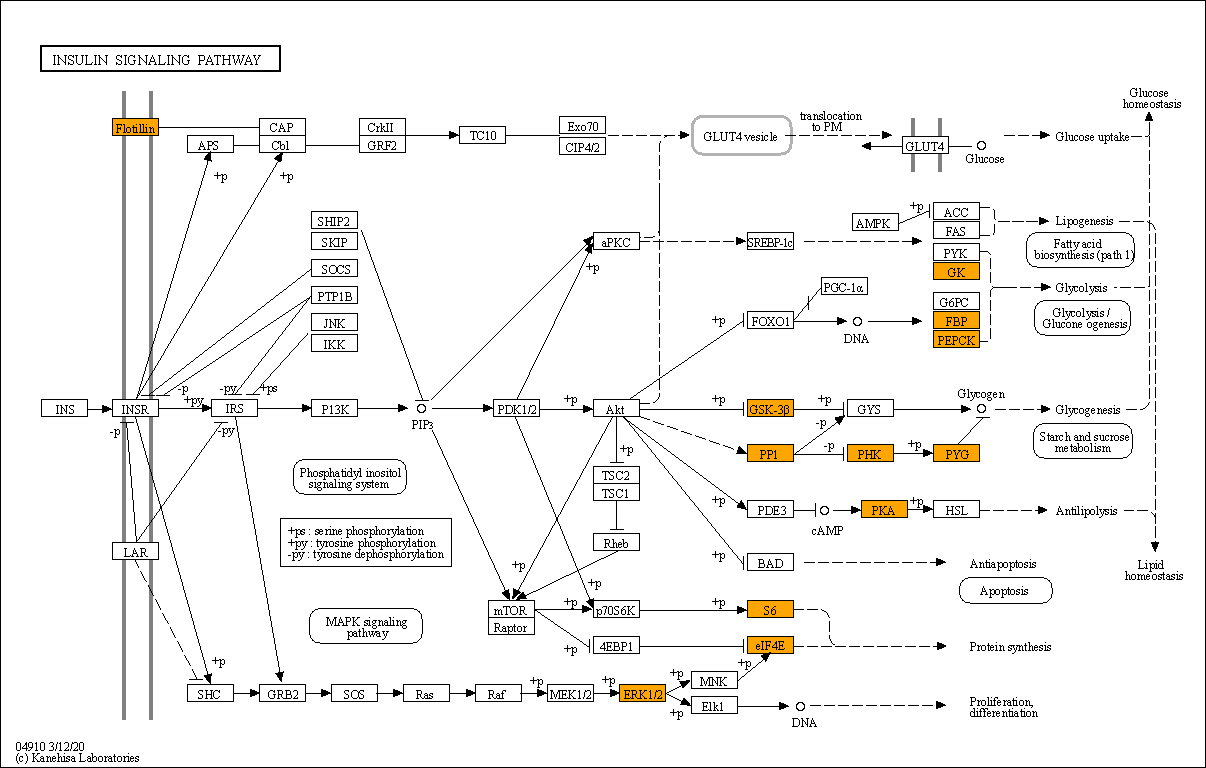 INSULIN SIGNALING PATHWAY
Glucose
homeostasis
Flotillin
CAP
Cbl
APS
CrkII
GRF2
TC10
Exo70
CIP4/2
GLUT4 vesicle
translocation
to PM
GLUT4
Glucose
Glucose uptake
+p
+p
SHIP2
SKIP
SOCS
PTP1B
JNK
IKK
aPKC
+p
SREBP-1c
AMPK
+p
ACC
FAS
PYK
GK
G6PC
FBP
PEPCK
Lipogenesis
Fatty acid
biosynthesis (path 1)
Glycolysis
Glycolysis /
Glucone ogenesis
PGC-1α
+p
FOXO1
DNA
-p
+py
-py
+ps
INS
INSR
IRS
P13K
PIP3
PDK1/2
+p
Akt
+p
GSK-3β
+p
GYS
Glycogen
Glycogenesis
-p
-py
-p
Starch and sucrose
metabolism
PP1
-p
PHK
+p
PYG
+p
Phosphatidyl inositol
signaling system
TSC2
TSC1
+p
PDE3
cAMP
PKA
+p
HSL
Antilipolysis
+ps : serine phosphorylation
+py : tyrosine phosphorylation
-py : tyrosine dephosphorylation
LAR
Rheb
+p
+p
BAD
Antiapoptosis
Apoptosis
Lipid
homeostasis
+p
mTOR
Raptor
+p
p70S6K
+p
S6
MAPK signaling
pathway
+p
4EBP1
eIF4E
Protein synthesis
+p
+p
SHC
GRB2
SOS
Ras
Raf
+p
MEK1/2
+p
ERK1/2
+p
MNK
+p
Elk1
DNA
Proliferation,
differentiation
04910 3/12/20
(c) Kanehisa Laboratories